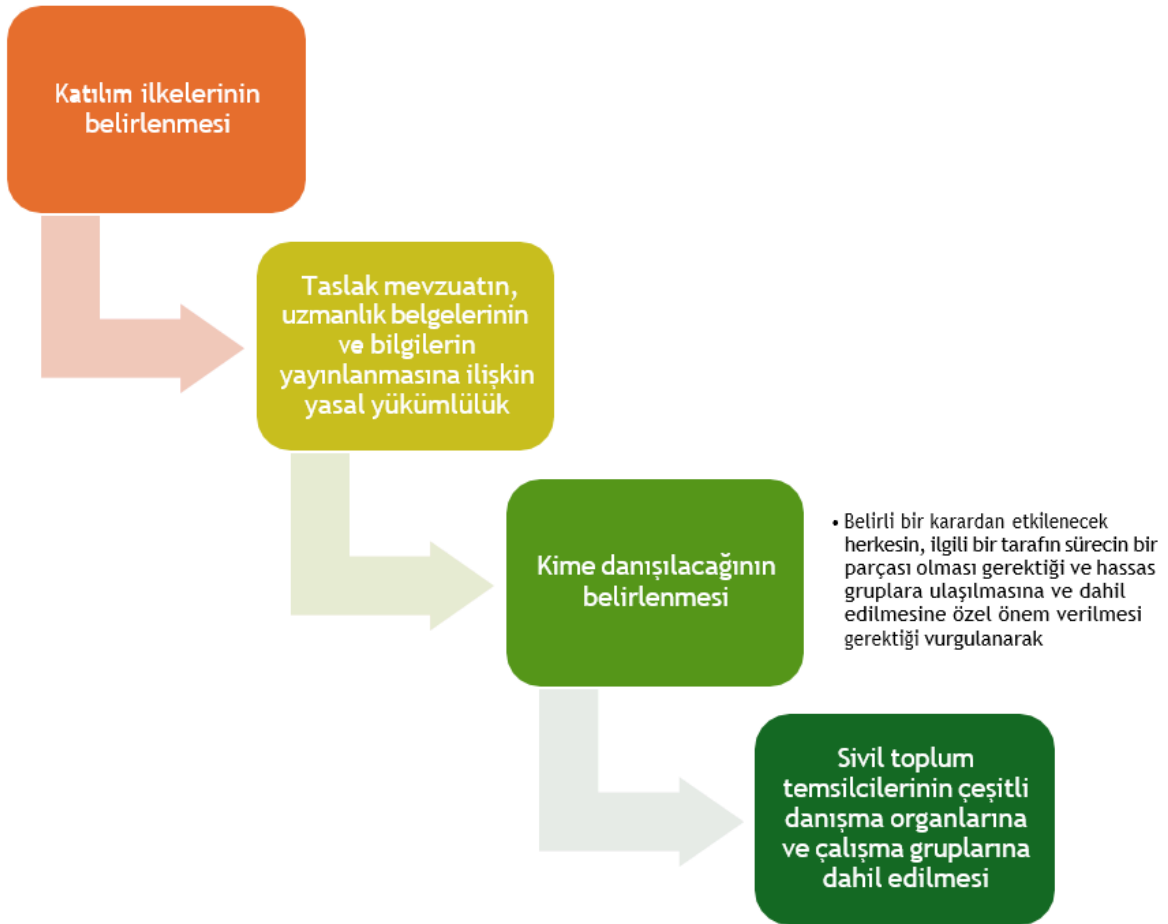 Katılım ilkelerinin
belirlenmesi
Taslak mevzuatın,
uzmanlık belgelerinin
ve bilgilerin
yayınlanmasına ilişkin
yasal yükümlülük
Kime danışılacağının
belirlenmesi
• Belirli bir karardan etkilenecek
herkesin, ilgili bir tarafın sürecin bir
parçası olması gerektiği ve hassas
gruplara ulaşılmasına ve dahil
edilmesine özel önem verilmesi
gerektiği vurgulanarak
Sivil toplum
temsilcilerinin çeşitli
danışma organlarına
ve çalışma gruplarına
dahil edilmesi